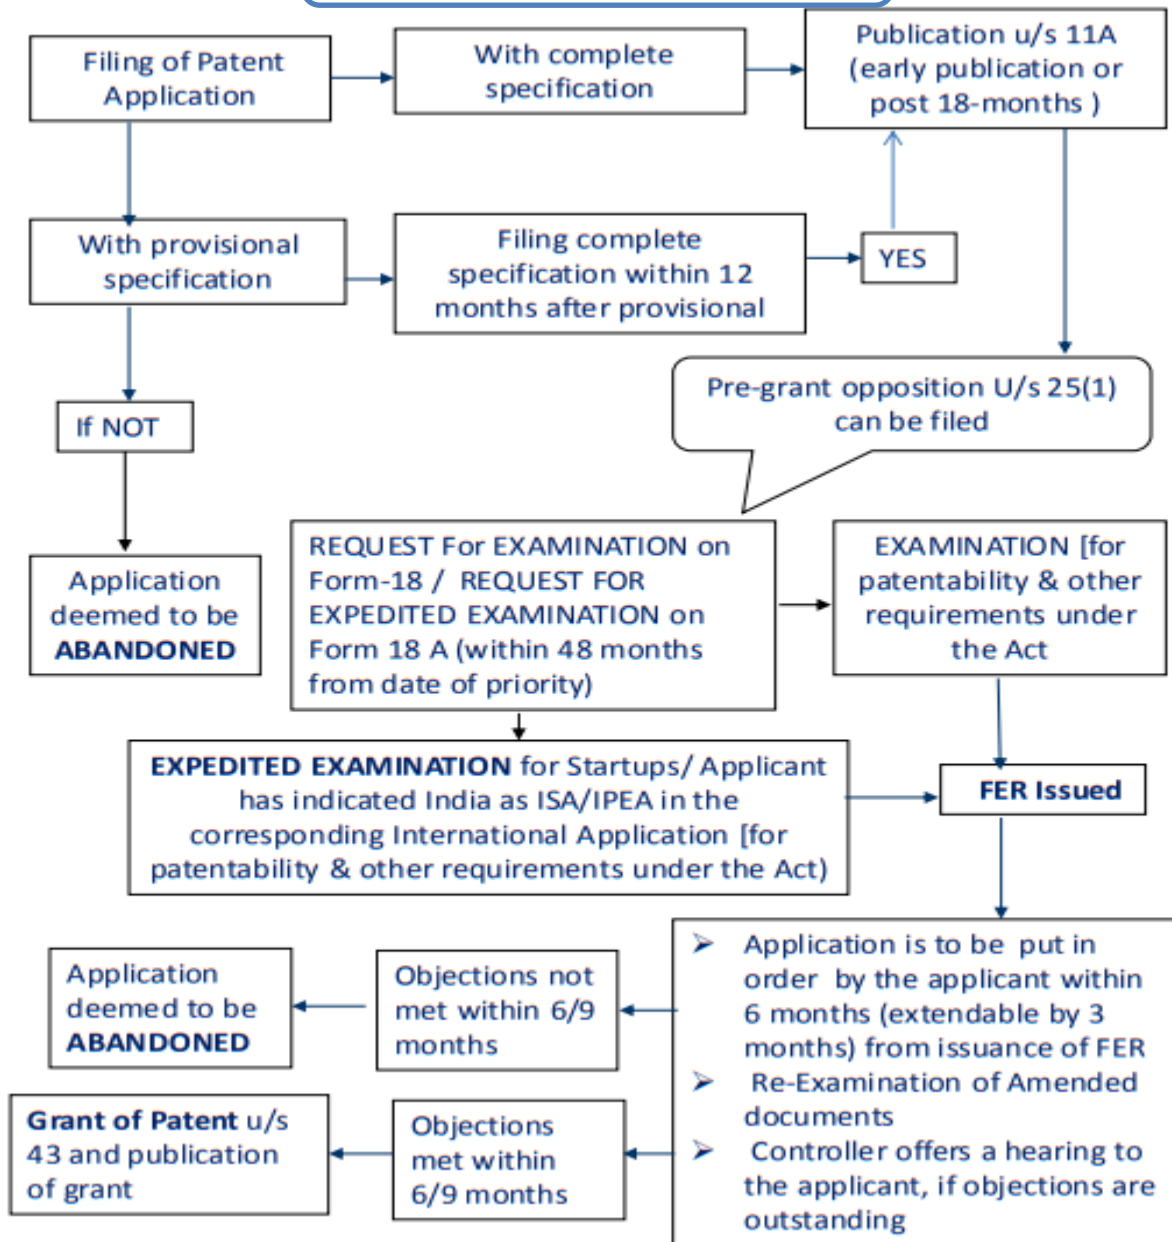 Filing of Patent
Application
With complete
specification
Publication u/s 11A
(early publication or
post 18-months )
With provisional
specification
Filing complete
specification within 12
months after provisional
YES
If NOT
Pre-grant opposition U/s 25(1)
can be filed
Application
deemed to be
ABANDONED
REQUEST For EXAMINATION on
Form-18 / REQUEST FOR
EXPEDITED EXAMINATION on
Form 18 A (within 48 months
from date of priority)
EXAMINATION [for
patentability & other
requirements under
the Act
EXPEDITED EXAMINATION for Startups/ Applicant
has indicated India as ISA/IPEA in the
corresponding International Application [for
patentability & other requirements under the Act)
FER Issued
➢ Application is to be put in
order by the applicant within
6 months (extendable by 3
months) from issuance of FER
➢ Re-Examination of Amended
documents
➢ Controller offers a hearing to
the applicant, if objections are
outstanding
Objections not
met within 6/9
months
Application
deemed to be
ABANDONED
Objections
met within
6/9 months
Grant of Patent u/s
43 and publication
of grant